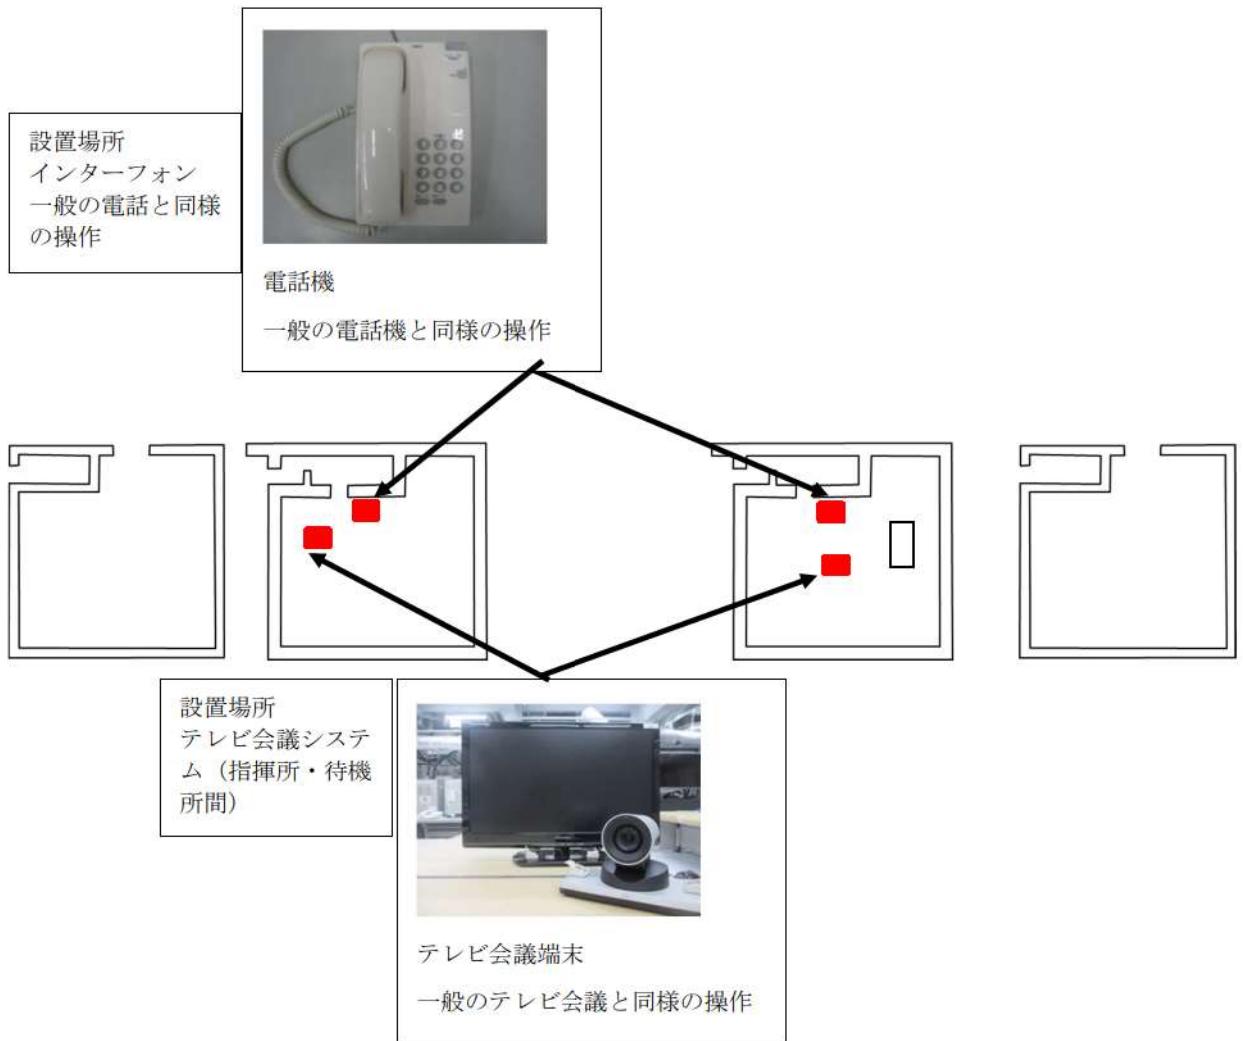 設置場所
インターフォン
一般の電話と同様
の操作
電話機
一般の電話機と同様の操作
設置場所
テレビ会議システ
ム（指揮所・待機
所間）
テレビ会議端末
一般のテレビ会議と同様の操作